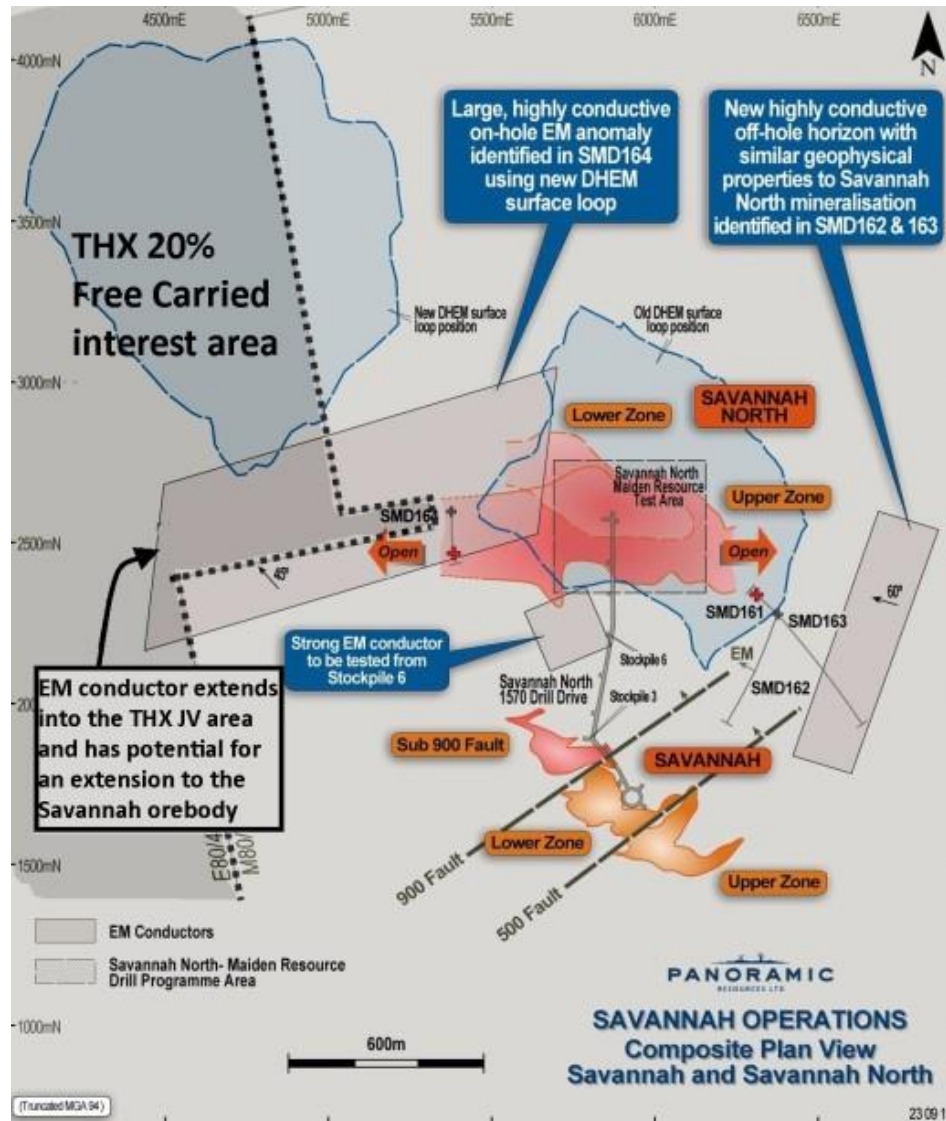 4500mE
5000mE
5500mE
6000mE
6500mE
4000mN
3500mN
3000mN
2500mN
1500mN
1000mN
N
Large, highly conductive
on-hole EM anomaly
identified in SMD164
using new DHEM
surface loop
New highly conductive
off-hole horizon with
similar geophysical
properties to Savannah
North mineralisation
identified in SMD162 & 163
THX 20%
Free Carried
interest area
New DHEM surface
loop position
Old DHEM surface
loop position
Lower Zone
SAVANNAH
NORTH
Savannah North
Maiden Resource
Test Area
Upper Zone
SMD164
Open
Open
SMD161
SMD163
60°
EM
SMD162
Strong EM conductor
to be tested from
Stockpile 6
Stockpile 6
Savannah North
1570 Drill Drive
Stockpile 3
EM conductor extends
into the THX JV area
and has potential for
an extension to the
Savannah orebody
Sub 900 Fault
SAVANNAH
Lower Zone
900 Fault
Upper Zone
500 Fault
E80/4
M80/
EM Conductors
Savannah North- Maiden Resource
Drill Programme Area
600m
PANORAMIC
RESOURCES LTD
SAVANNAH OPERATIONS
Composite Plan View
Savannah and Savannah North
(Truncated MGA 94)
23 09 1